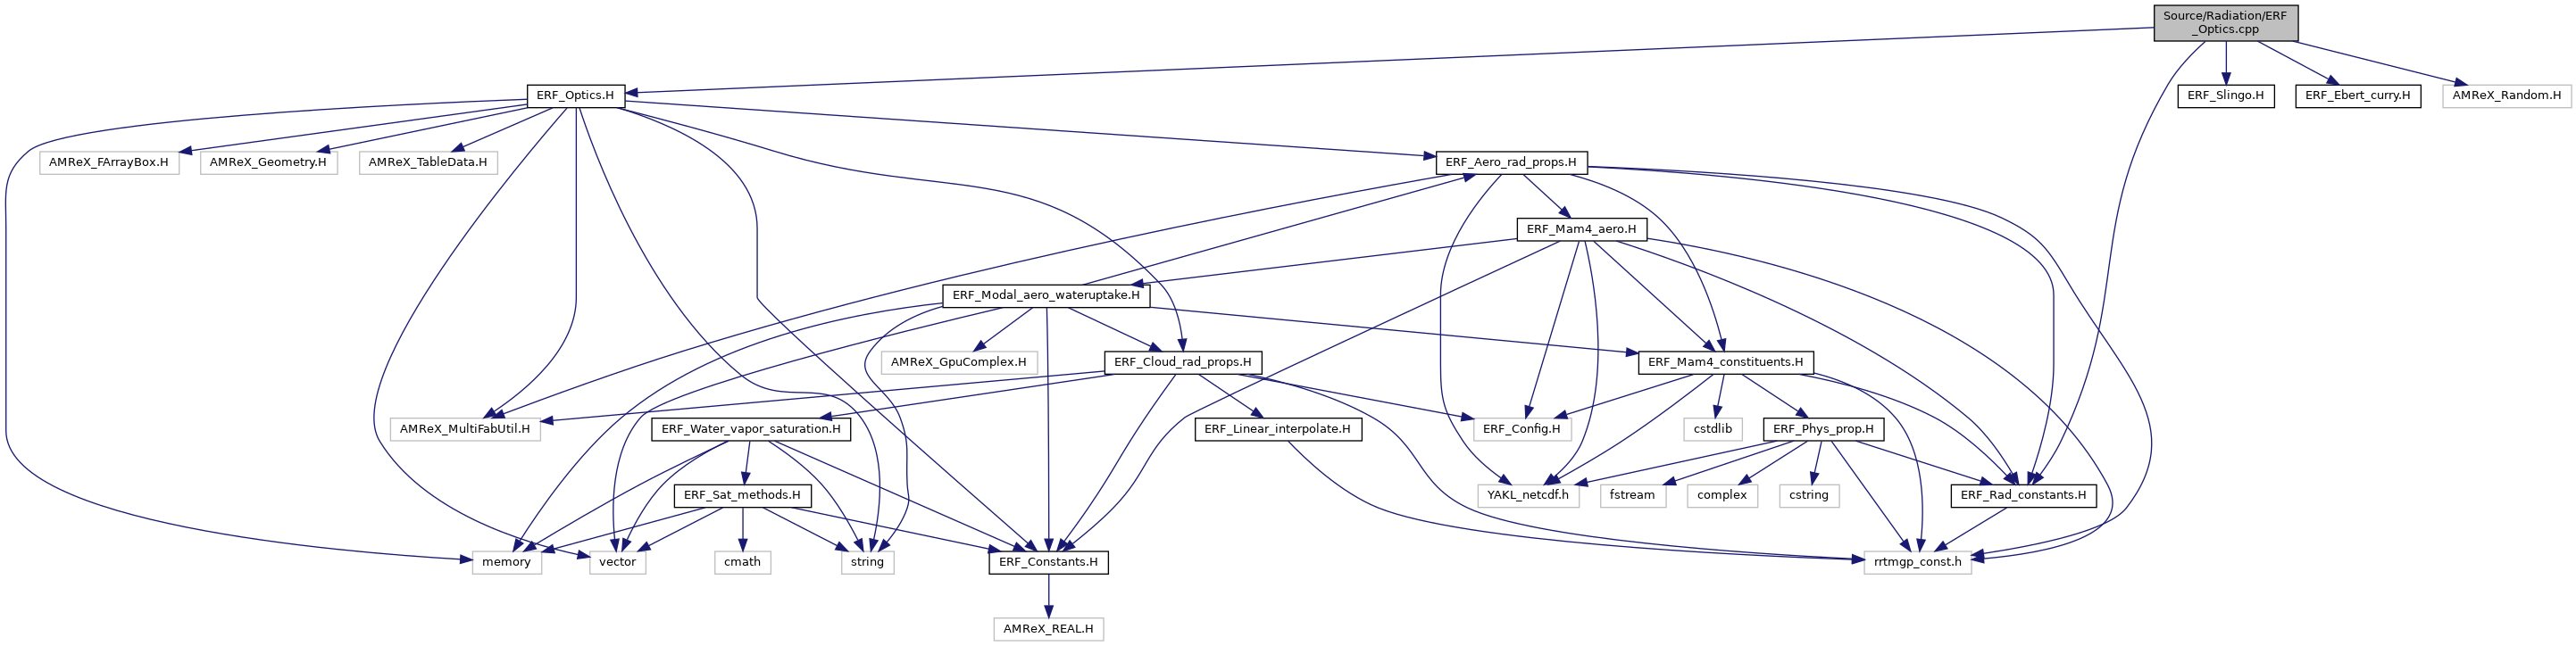 Source/Radiation/ERF
_Optics.cpp
ERF_Optics.H
ERF_Slingo.H
ERF_Ebert_curry.H
AMReX_Random.H
AMReX_FArrayBox.H
AMReX_Geometry.H
AMReX_TableData.H
ERF_Aero_rad_props.H
ERF_Mam4_aero.H
ERF_Modal_aero_wateruptake.H
AMReX_GpuComplex.H
ERF_Cloud_rad_props.H
ERF_Mam4_constituents.H
AMReX_MultiFabUtil.H
ERF_Water_vapor_saturation.H
ERF_Linear_interpolate.H
ERF_Config.H
cstdlib
ERF_Phys_prop.H
ERF_Sat_methods.H
YAKL_netcdf.h
fstream
complex
cstring
ERF_Rad_constants.H
memory
vector
cmath
string
ERF_Constants.H
rrtmgp_const.h
AMReX_REAL.H